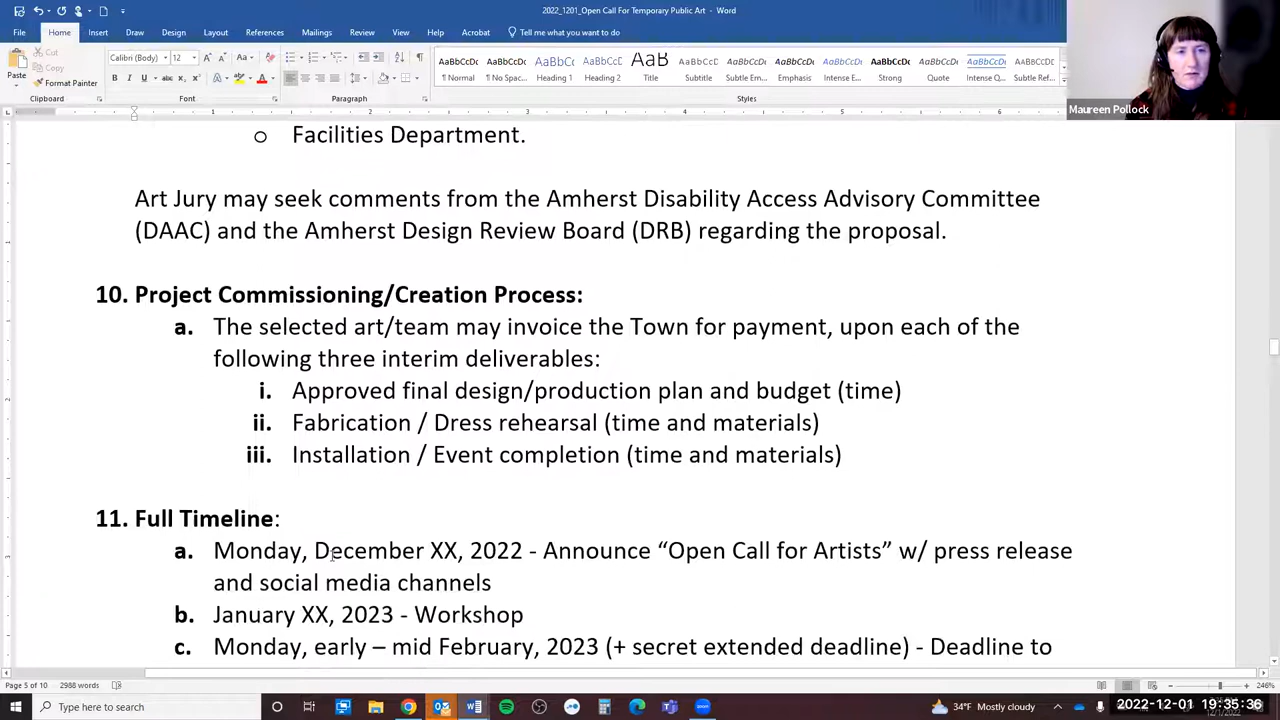 2022_1201_Open Call For Temporary Public Art - Word
File Home Insert Draw Design Layout References Mailings Review View Help Acrobat Tell me what you want to do
Paste
Cut
Copy
Format Painter
Clipboard
Calibri (Body) 12
Font
Paragraph
AaBbCcDc AaBbCcDc AaBbCc AaBbCcD AaB AaBbCcD AaBbCcDc AaBbCcDc AaBbCcDc AaBbCcDc AaBbCcDc AaBbCcDc AaBbCcDc
¶ Normal ¶ No Spac... Heading 1 Heading 2 Title Subtitle Subtle Em... Emphasis Intense E... Strong Quote Intense Q... Subtle Ref...
Styles
Maureen Pollock
o Facilities Department.
Art Jury may seek comments from the Amherst Disability Access Advisory Committee
(DAAC) and the Amherst Design Review Board (DRB) regarding the proposal.
10. Project Commissioning/Creation Process:
a. The selected art/team may invoice the Town for payment, upon each of the
following three interim deliverables:
i. Approved final design/production plan and budget (time)
ii. Fabrication / Dress rehearsal (time and materials)
iii. Installation / Event completion (time and materials)
11. Full Timeline:
a. Monday, December XX, 2022 - Announce “Open Call for Artists” w/ press release
and social media channels
b. January XX, 2023 - Workshop
c. Monday, early – mid February, 2023 (+ secret extended deadline) - Deadline to
Page 5 of 10 2988 words
246%
Type here to search
34°F Mostly cloudy
2022-12-01 19:35:36